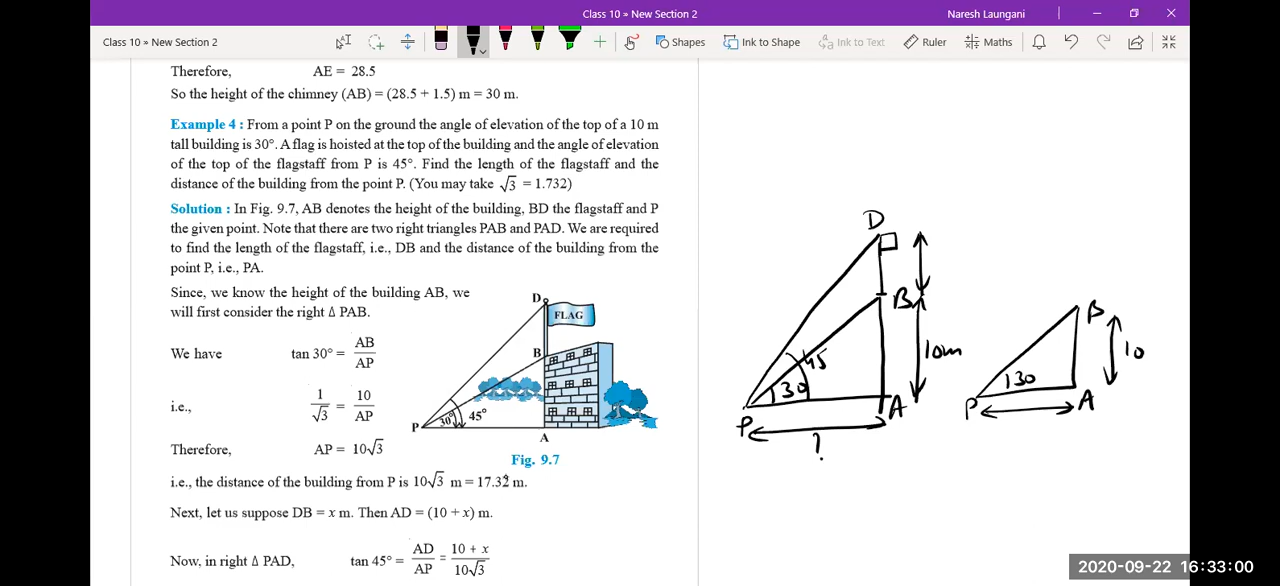 Class 10 » New Section 2
Naresh Laungani
Class 10 » New Section 2
Shapes
Ink to Shape
Ink to Text
Ruler
Maths
Therefore, AE = 28.5
So the height of the chimney (AB) = (28.5 + 1.5) m = 30 m.
Example 4 : From a point P on the ground the angle of elevation of the top of a 10 m
tall building is 30°. A flag is hoisted at the top of the building and the angle of elevation
of the top of the flagstaff from P is 45°. Find the length of the flagstaff and the
distance of the building from the point P. (You may take √3 = 1.732)
Solution : In Fig. 9.7, AB denotes the height of the building, BD the flagstaff and P
the given point. Note that there are two right triangles PAB and PAD. We are required
to find the length of the flagstaff, i.e., DB and the distance of the building from the
point P, i.e., PA.
Since, we know the height of the building AB, we
will first consider the right Δ PAB.
We have tan 30° = AB/AP
i.e., 1/√3 = 10/AP
Therefore, AP = 10√3
D
FLAG
B
P 30° 45°
A
Fig. 9.7
i.e., the distance of the building from P is 10√3 m = 17.32 m.
Next, let us suppose DB = x m. Then AD = (10 + x) m.
Now, in right Δ PAD, tan 45° = AD/AP = (10 + x)/10√3
D
B
45
30
10m
P
A
?
B
30
10
P
A
2020-09-22 16:33:00